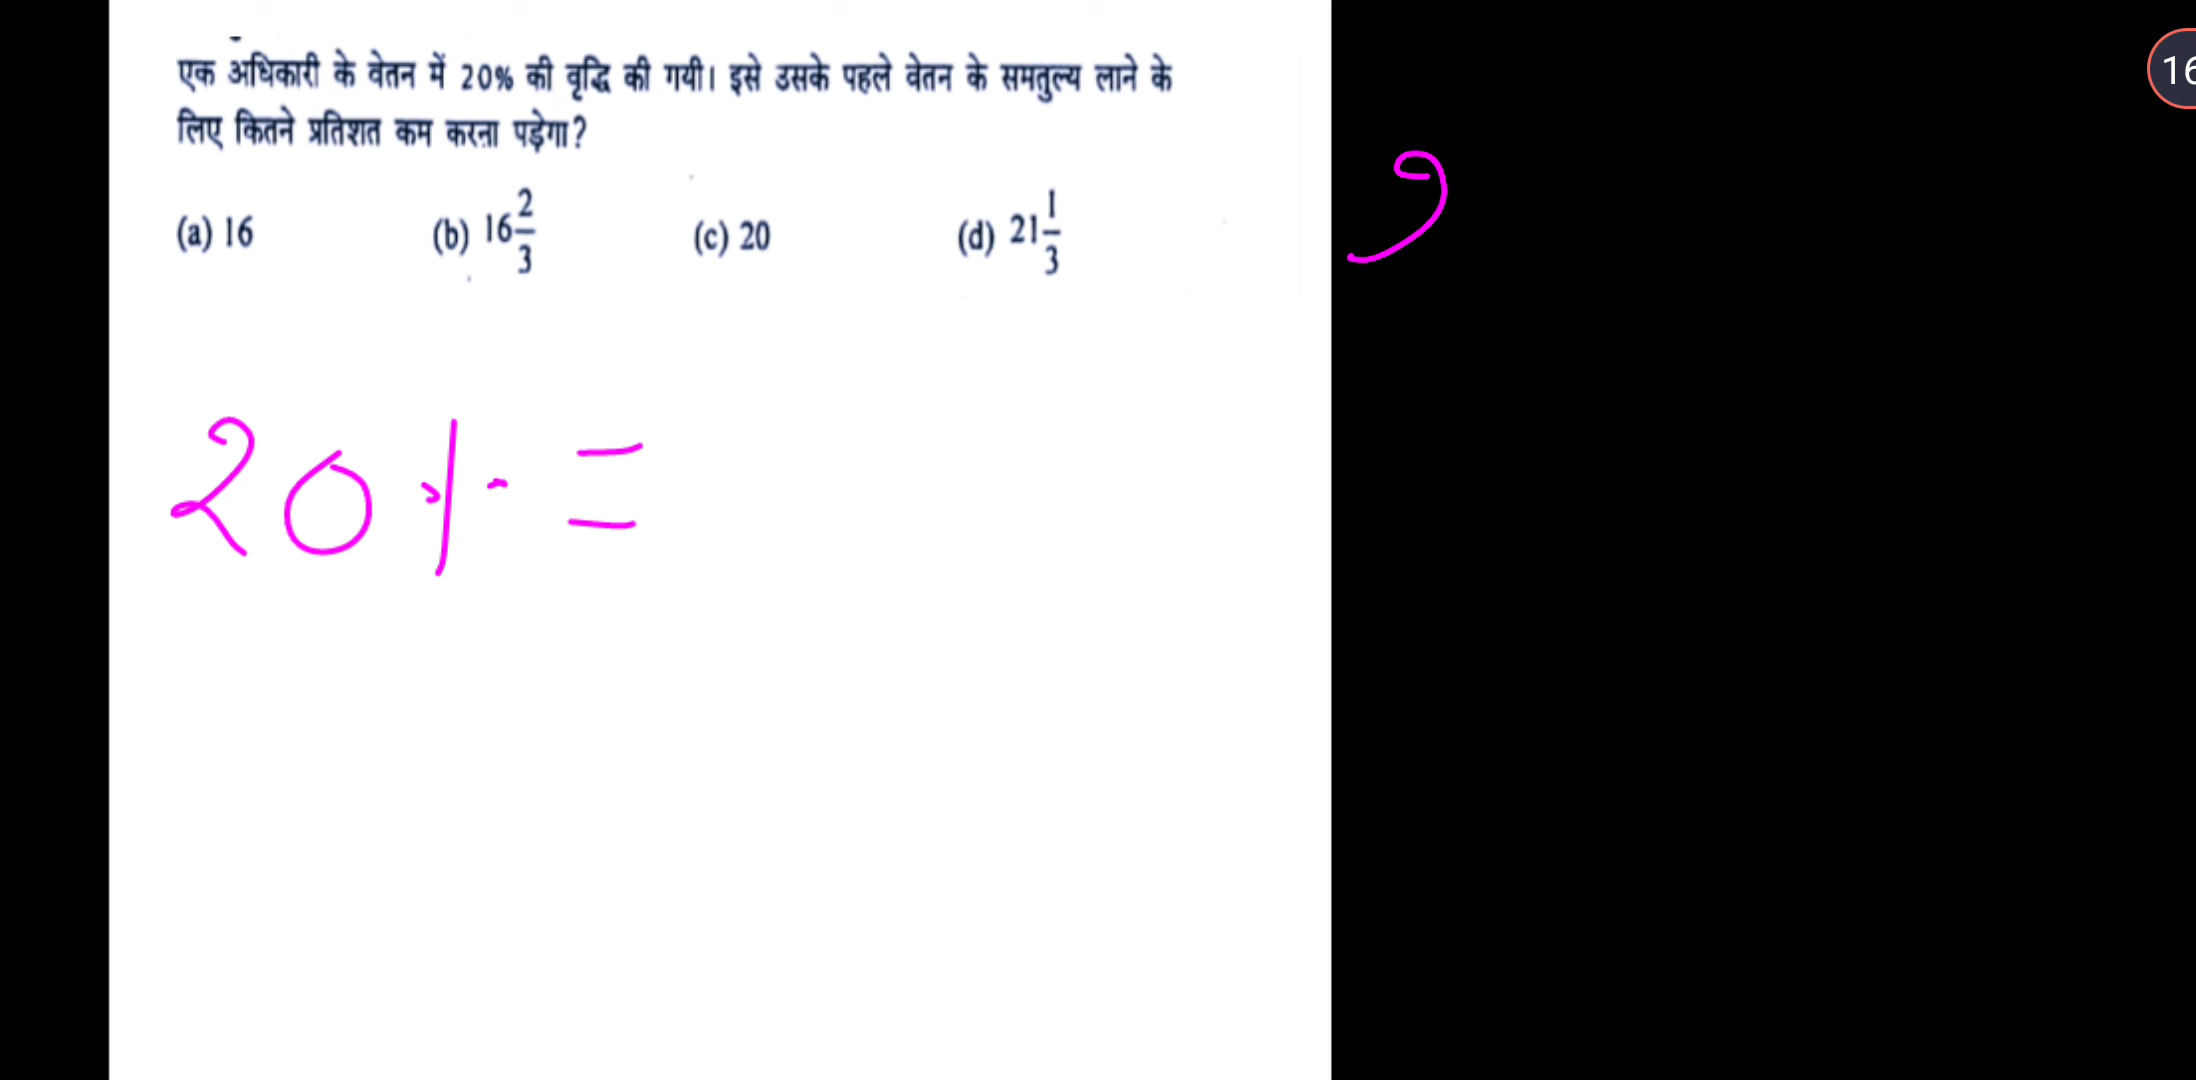 एक अधिकारी के वेतन में 20% की वृद्धि की गयी। इसे उसके पहले वेतन के समतुल्य लाने के
लिए कितने प्रतिशत कम करना पड़ेगा?
(a) 16 (b) 16 2/3 (c) 20 (d) 21 1/3
20% =